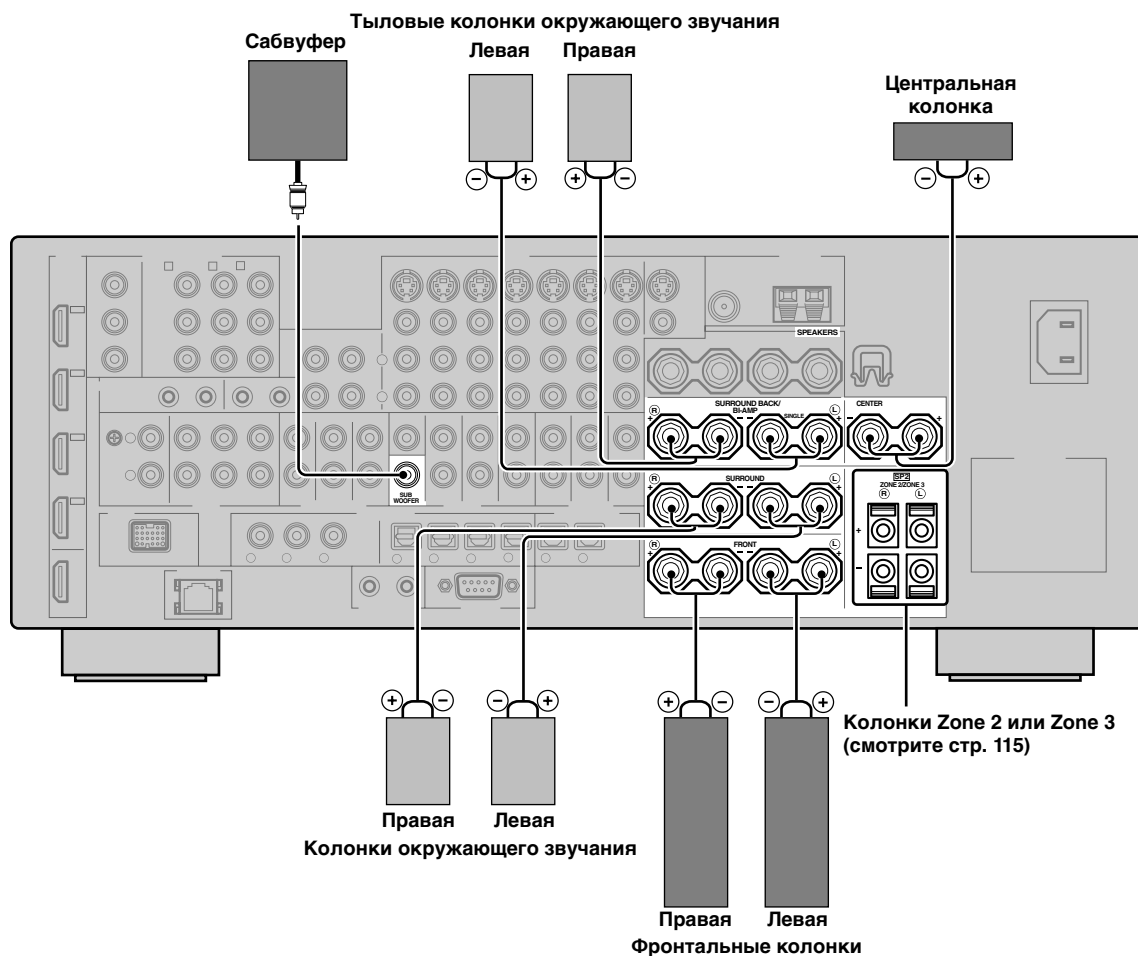 Тыловые колонки окружающего звучания
Сабвуфер
Левая
Правая
Центральная
колонка
− + + − − +
SPEAKERS
SURROUND BACK/
BI-AMP
SINGLE
CENTER
R L
+ − − + − +
SUB
WOOFER
SURROUND
R L
+ − − +
SP2
ZONE 2/ZONE 3
R L
+
−
FRONT
R L
+ − − +
+ − − + + − − +
Колонки Zone 2 или Zone 3
(смотрите стр. 115)
Правая
Левая
Колонки окружающего звучания
Правая
Левая
Фронтальные колонки